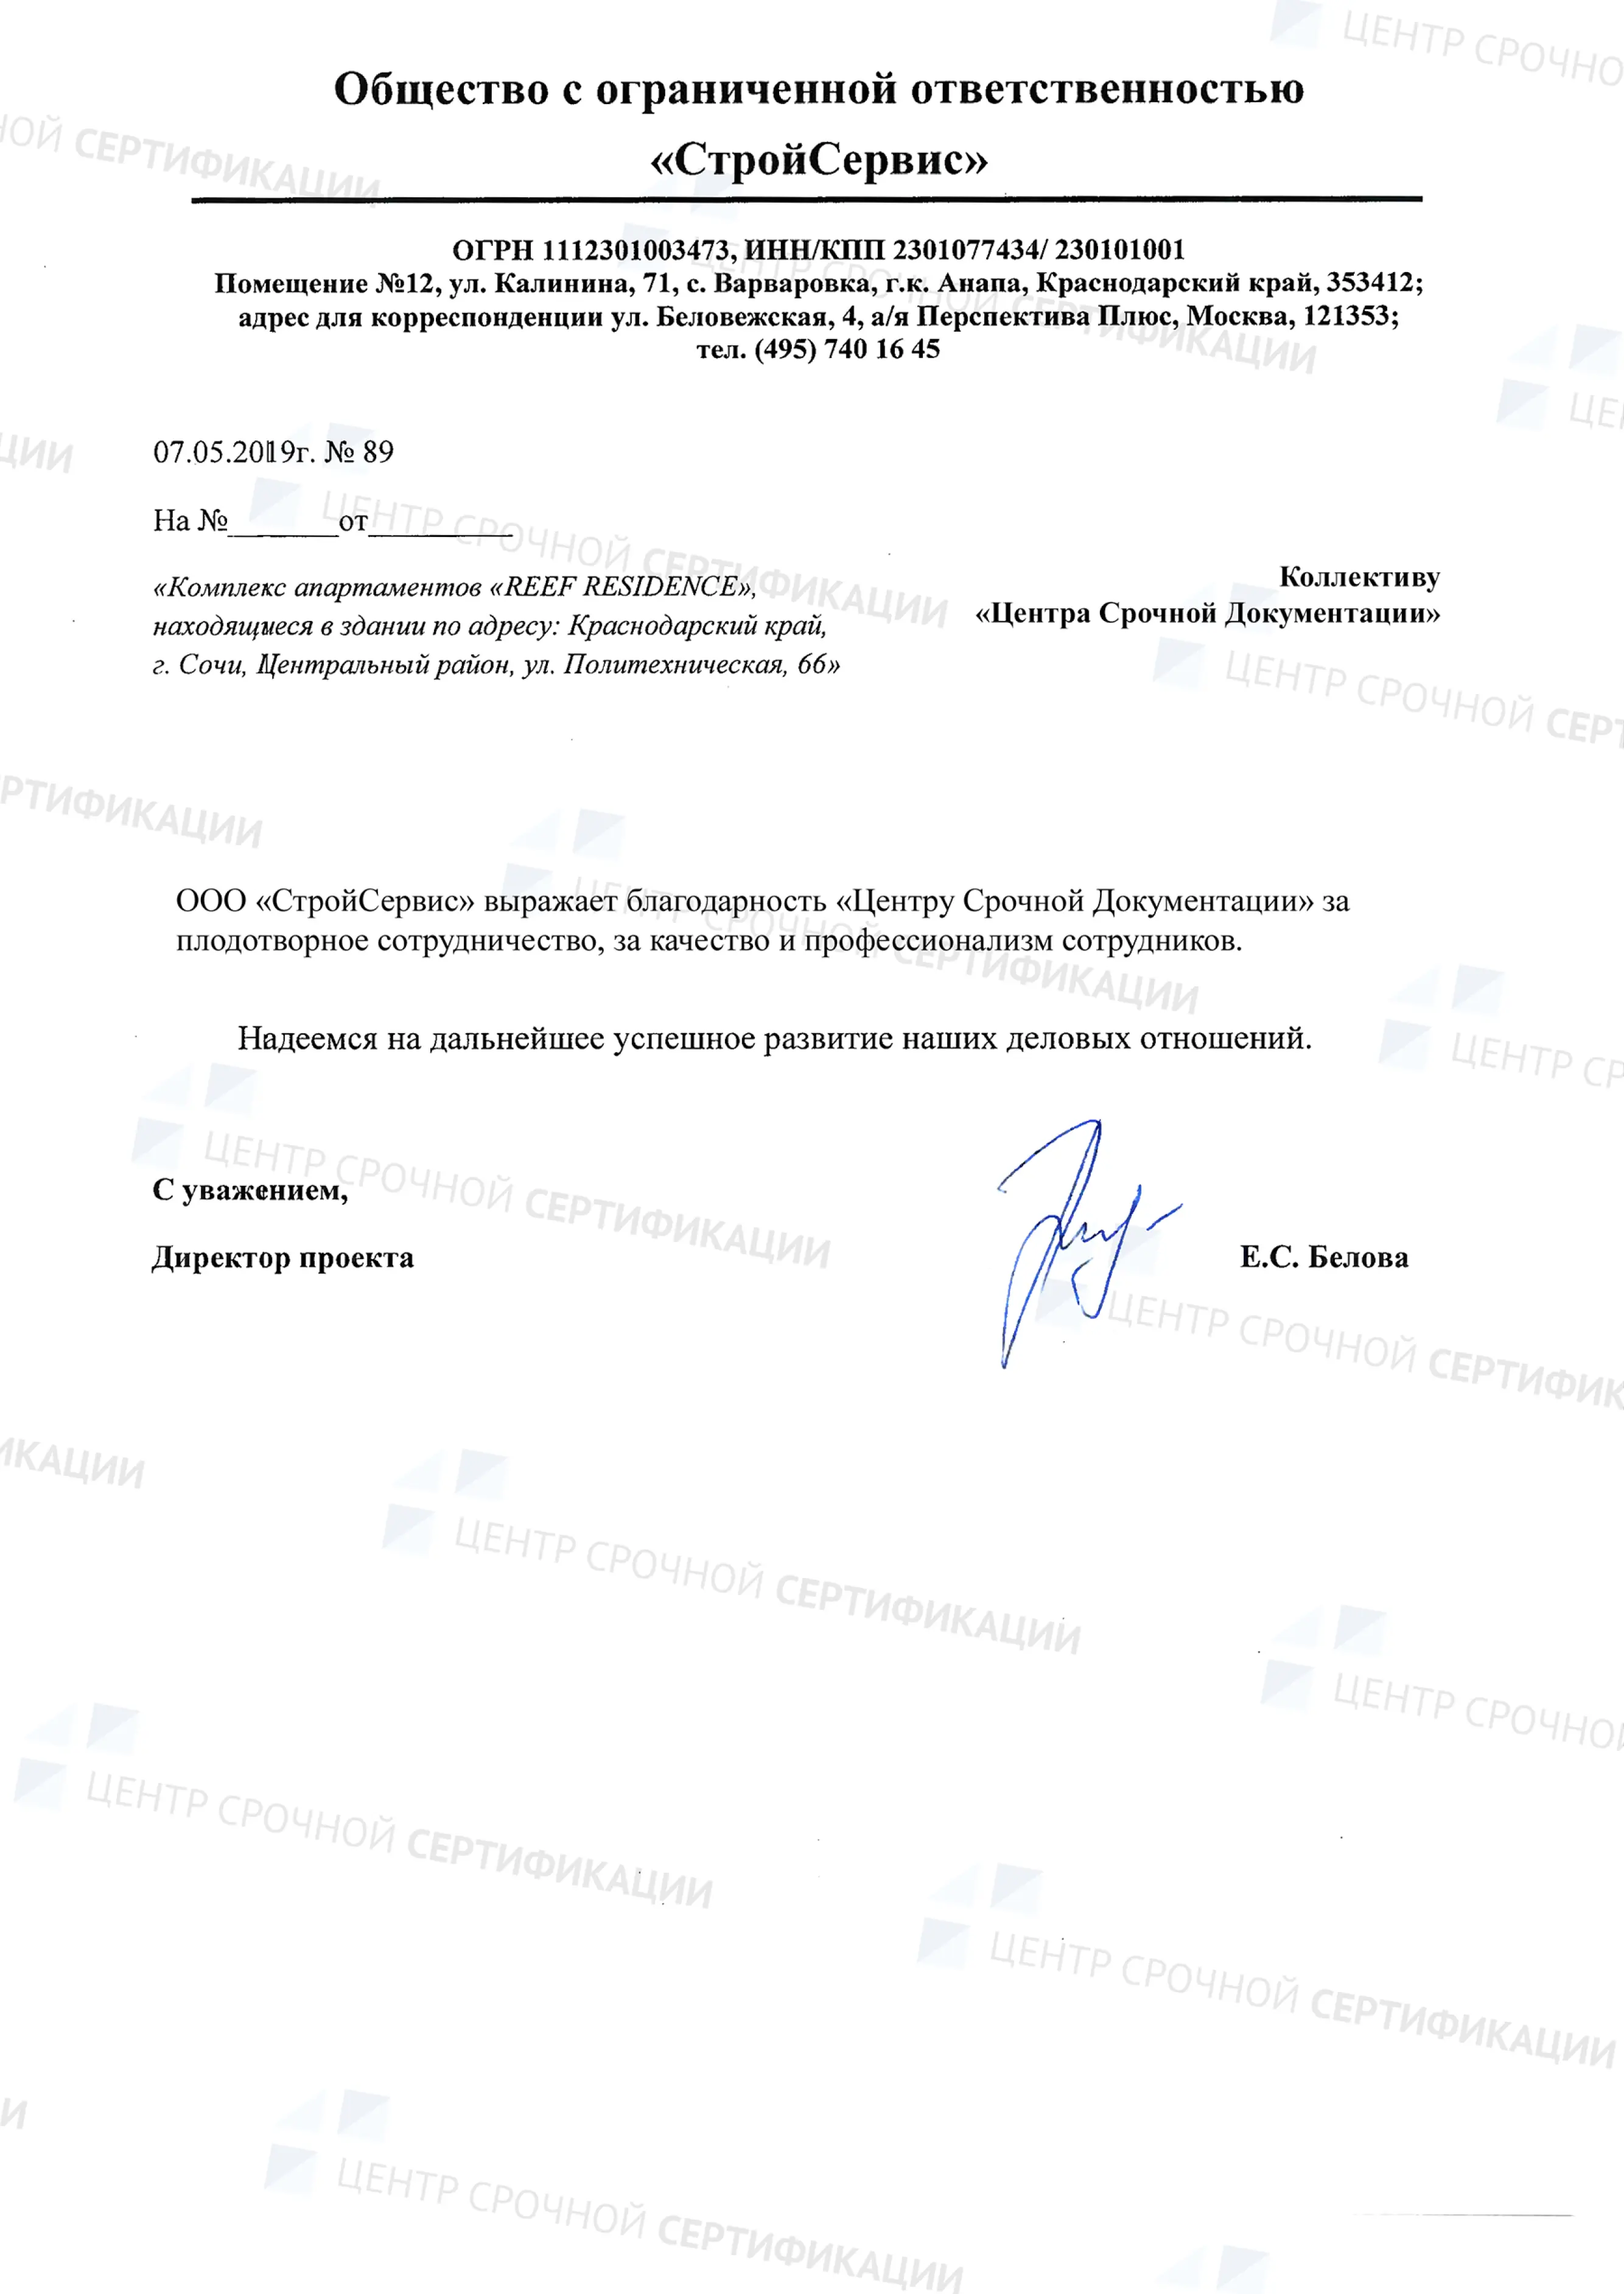 Общество с ограниченной ответственностью
«СтройСервис»
ОГРН 1112301003473, ИНН/КПП 2301077434/ 230101001
Помещение №12, ул. Калинина, 71, с. Варваровка, г.к. Анапа, Краснодарский край, 353412;
адрес для корреспонденции ул. Беловежская, 4, а/я Перспектива Плюс, Москва, 121353;
тел. (495) 740 16 45
07.05.2019г. № 89
На №_______от_________
«Комплекс апартаментов «REEF RESIDENCE»,
находящиеся в здании по адресу: Краснодарский край,
г. Сочи, Центральный район, ул. Политехническая, 66»
Коллективу
«Центра Срочной Документации»
ООО «СтройСервис» выражает благодарность «Центру Срочной Документации» за
плодотворное сотрудничество, за качество и профессионализм сотрудников.
Надеемся на дальнейшее успешное развитие наших деловых отношений.
С уважением,
Директор проекта
Е.С. Белова
ЦЕНТР СРОЧНОЙ СЕРТИФИКАЦИИ